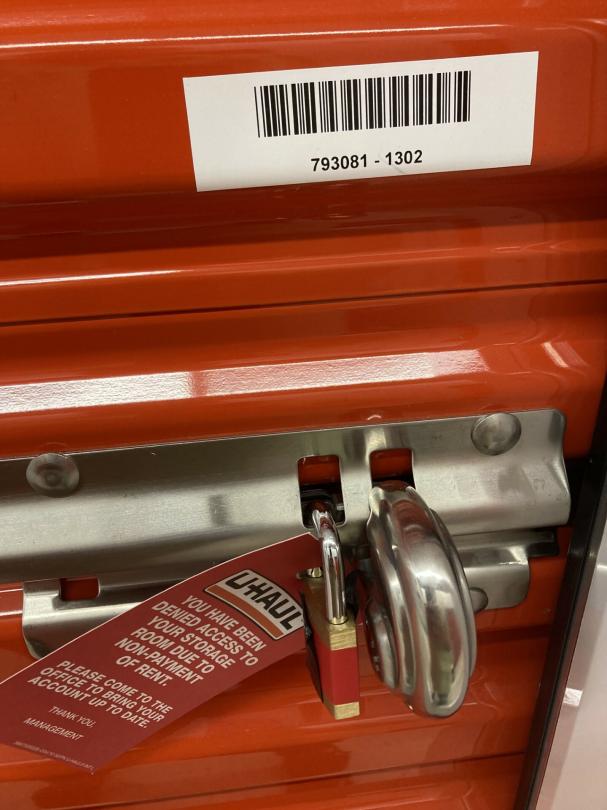 793081 - 1302
U-HAUL
YOU HAVE BEEN
DENIED ACCESS TO
YOUR STORAGE
ROOM DUE TO
NON-PAYMENT
OF RENT.
PLEASE COME TO THE
OFFICE TO BRING YOUR
ACCOUNT UP TO DATE.
THANK YOU,
MANAGEMENT